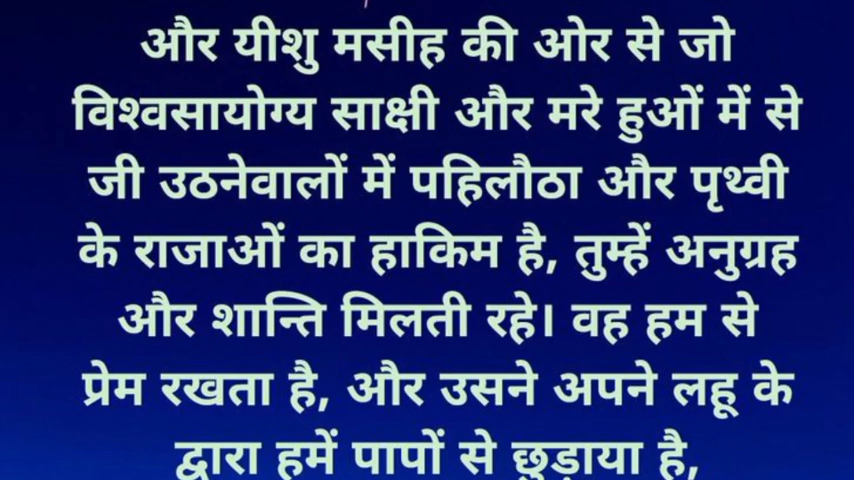 और यीशु मसीह की ओर से जो
विश्वसायोग्य साक्षी और मरे हुओं में से
जी उठनेवालों में पहिलौठा और पृथ्वी
के राजाओं का हाकिम है, तुम्हें अनुग्रह
और शान्ति मिलती रहे। वह हम से
प्रेम रखता है, और उसने अपने लहू के
द्वारा हमें पापों से छुड़ाया है,